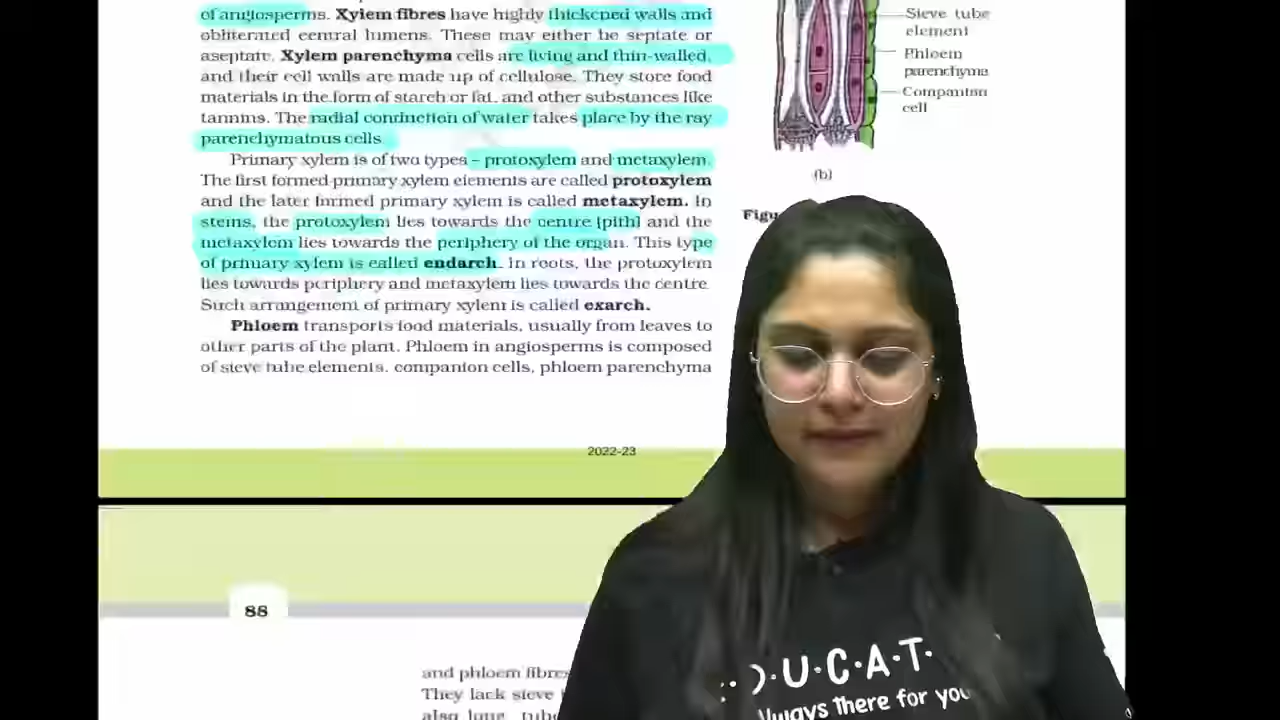 of angiosperms. Xylem fibres have highly thickened walls and
obliterated central lumens. These may either be septate or
aseptate. Xylem parenchyma cells are living and thin-walled,
and their cell walls are made up of cellulose. They store food
materials in the form of starch or fat, and other substances like
tannins. The radial conduction of water takes place by the ray
parenchymatous cells.
Primary xylem is of two types – protoxylem and metaxylem.
The first formed primary xylem elements are called protoxylem
and the later formed primary xylem is called metaxylem. In
stems, the protoxylem lies towards the centre (pith) and the
metaxylem lies towards the periphery of the organ. This type
of primary xylem is called endarch. In roots, the protoxylem
lies towards periphery and metaxylem lies towards the centre.
Such arrangement of primary xylem is called exarch.
Phloem transports food materials, usually from leaves to
other parts of the plant. Phloem in angiosperms is composed
of sieve tube elements, companion cells, phloem parenchyma
Sieve tube
element
Phloem
parenchyma
Companion
cell
(b)
Figu
2022-23
88
and phloem fibres
They lack sieve
also long, tube
U·C·A·T·
Always there for you